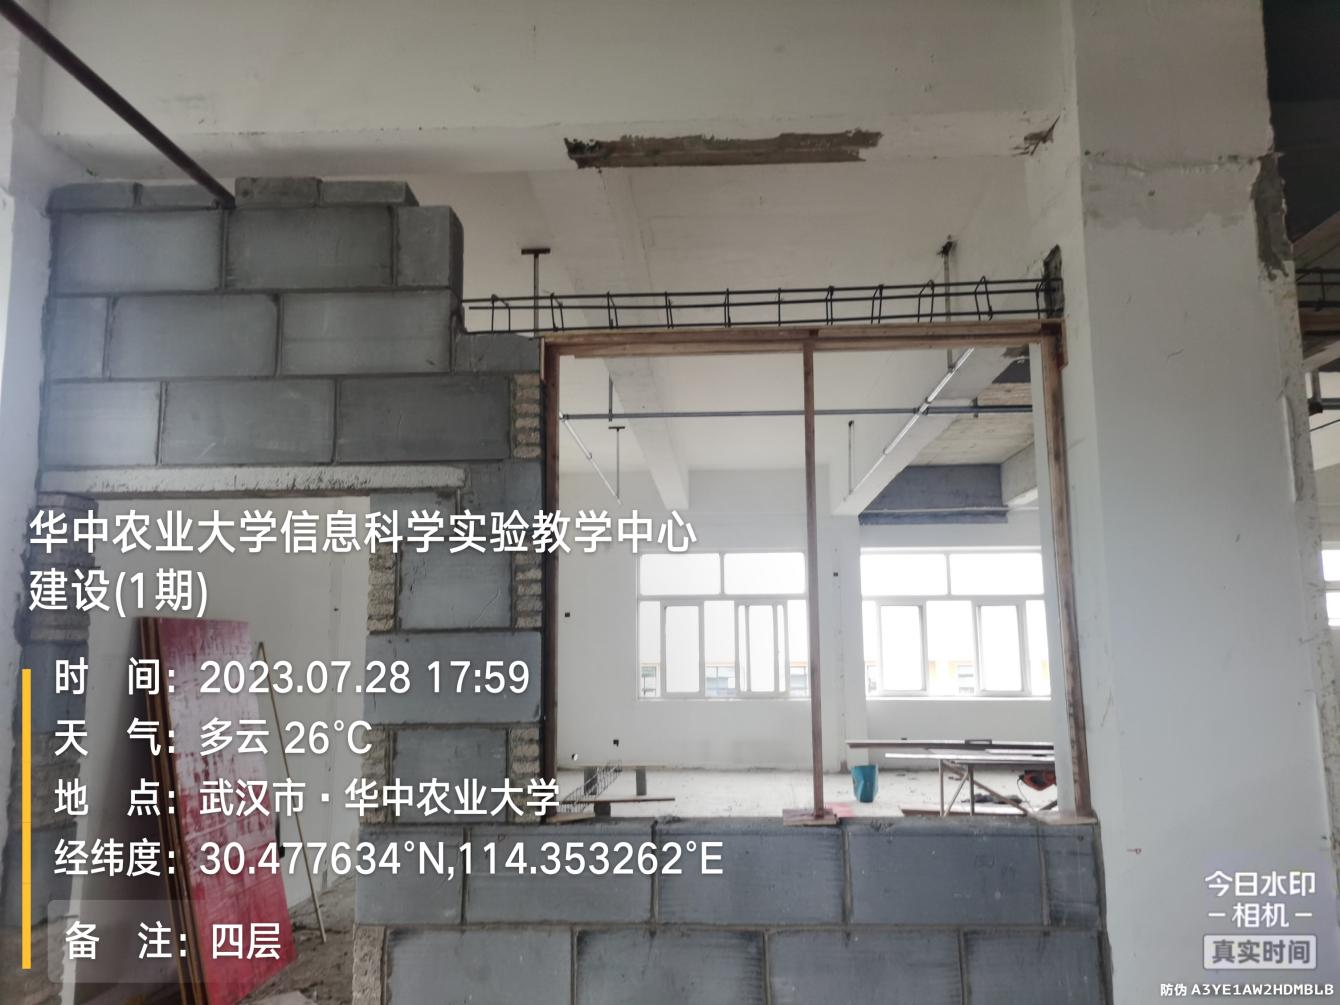 华中农业大学信息科学实验教学中心
建设(1期)
时 间：2023.07.28 17:59
天 气：多云 26°C
地 点：武汉市·华中农业大学
经纬度：30.477634°N,114.353262°E
备 注：四层
今日水印
-相机-
真实时间
防伪 A3YE1AW2HDMBLB